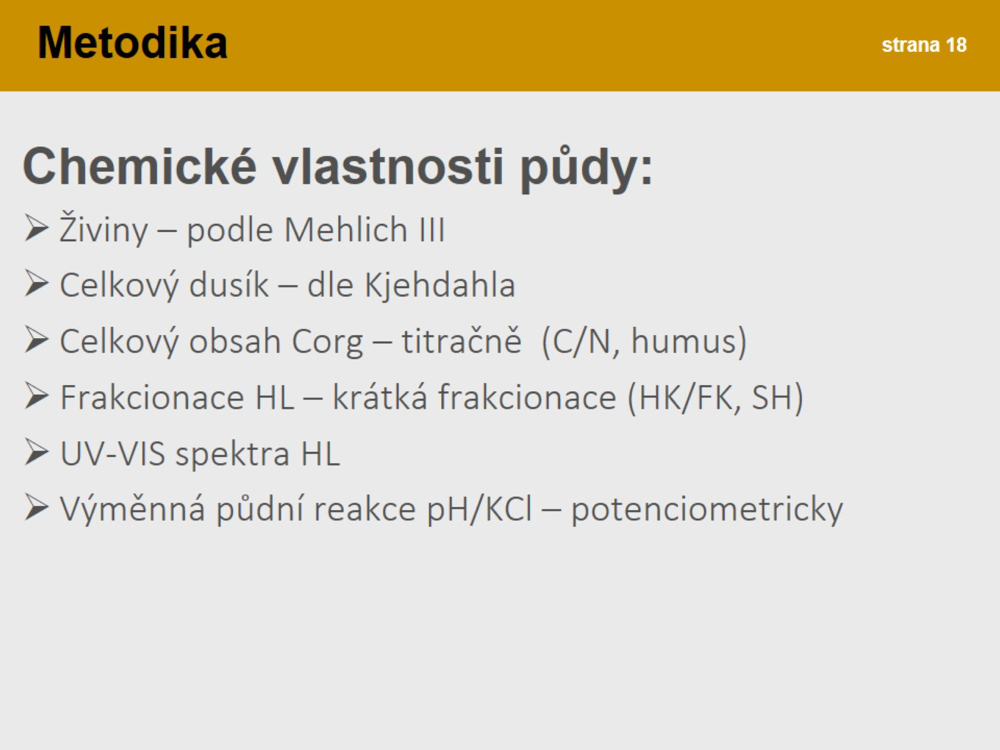 Metodika
strana 18
Chemické vlastnosti půdy:
➢ Živiny – podle Mehlich III
➢ Celkový dusík – dle Kjehdahla
➢ Celkový obsah Corg – titračně  (C/N, humus)
➢ Frakcionace HL – krátká frakcionace (HK/FK, SH)
➢ UV-VIS spektra HL
➢ Výměnná půdní reakce pH/KCl – potenciometricky